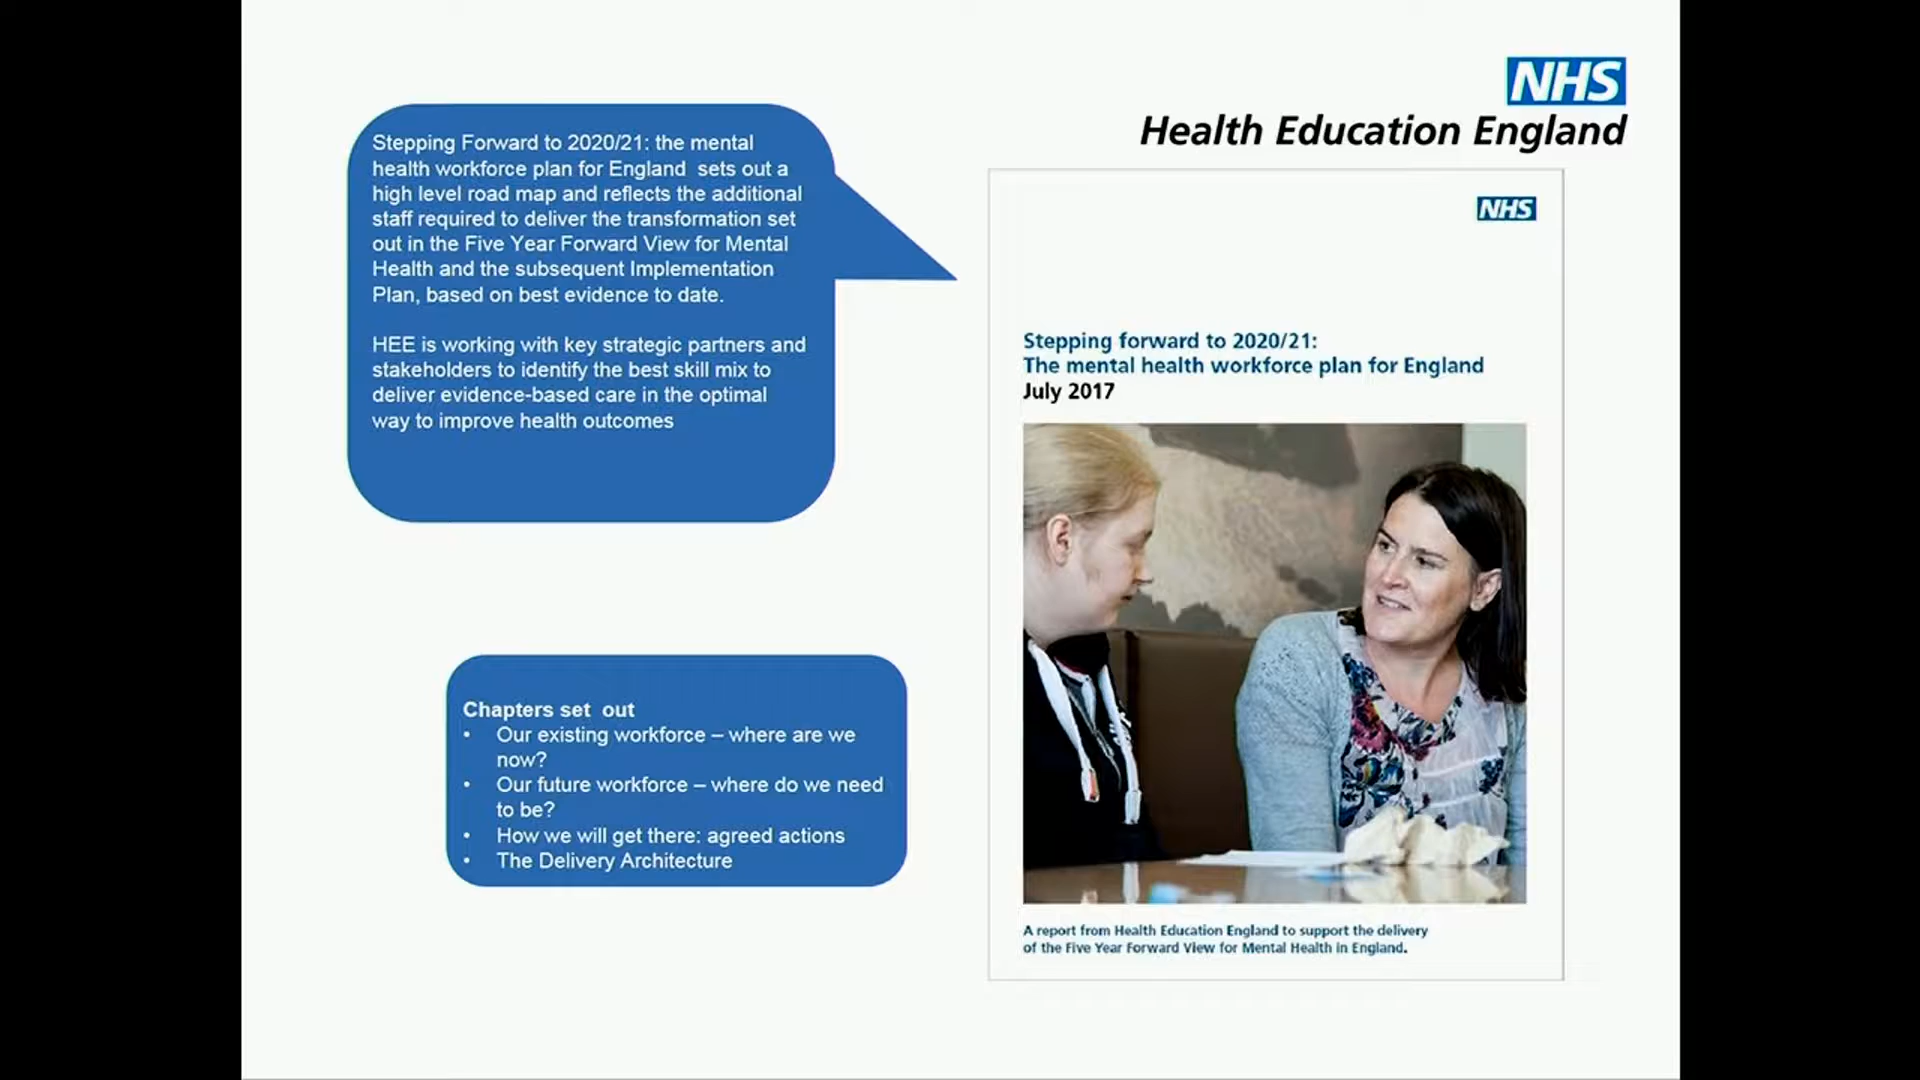 NHS
Health Education England
Stepping Forward to 2020/21: the mental
health workforce plan for England  sets out a
high level road map and reflects the additional
staff required to deliver the transformation set
out in the Five Year Forward View for Mental
Health and the subsequent Implementation
Plan, based on best evidence to date.
HEE is working with key strategic partners and
stakeholders to identify the best skill mix to
deliver evidence-based care in the optimal
way to improve health outcomes
Chapters set  out
• Our existing workforce – where are we
now?
• Our future workforce – where do we need
to be?
• How we will get there: agreed actions
• The Delivery Architecture
NHS
Stepping forward to 2020/21:
The mental health workforce plan for England
July 2017
A report from Health Education England to support the delivery
of the Five Year Forward View for Mental Health in England.